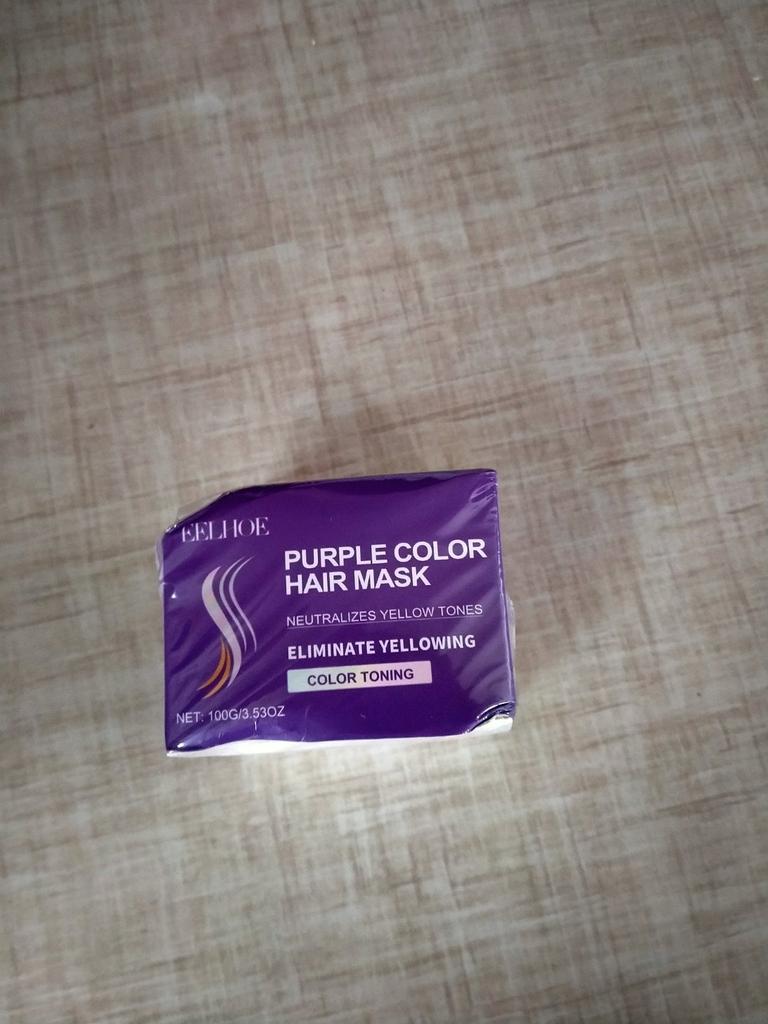 EELHOE
PURPLE COLOR
HAIR MASK
NEUTRALIZES YELLOW TONES
ELIMINATE YELLOWING
COLOR TONING
NET: 100G/3.53OZ